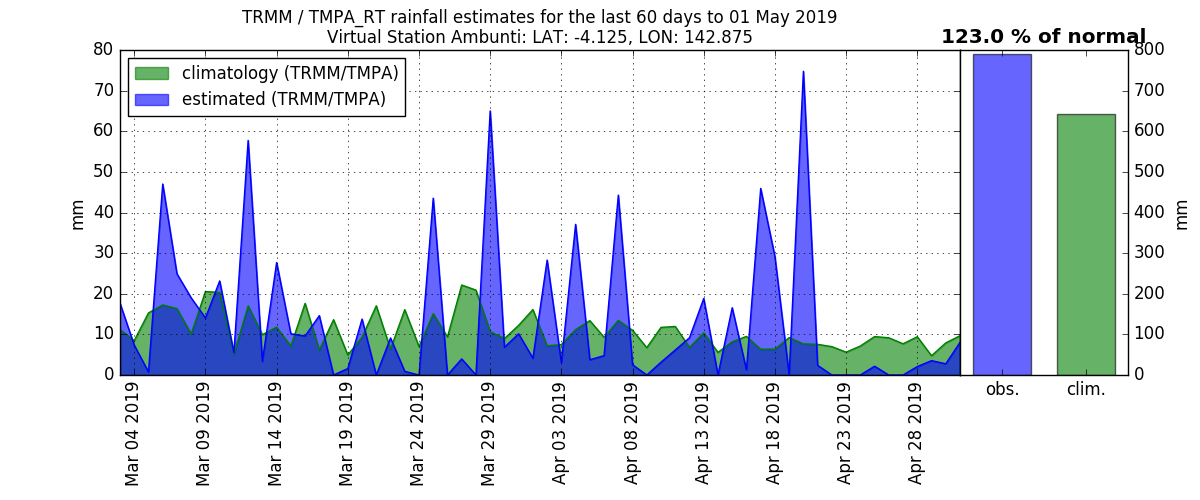 TRMM / TMPA_RT rainfall estimates for the last 60 days to 01 May 2019
Virtual Station Ambunti: LAT: -4.125, LON: 142.875
123.0 % of normal
climatology (TRMM/TMPA)
estimated (TRMM/TMPA)
mm
80
70
60
50
40
30
20
10
0
Mar 04 2019
Mar 09 2019
Mar 14 2019
Mar 19 2019
Mar 24 2019
Mar 29 2019
Apr 03 2019
Apr 08 2019
Apr 13 2019
Apr 18 2019
Apr 23 2019
Apr 28 2019
obs.
clim.
800
700
600
500
400
300
200
100
0
mm